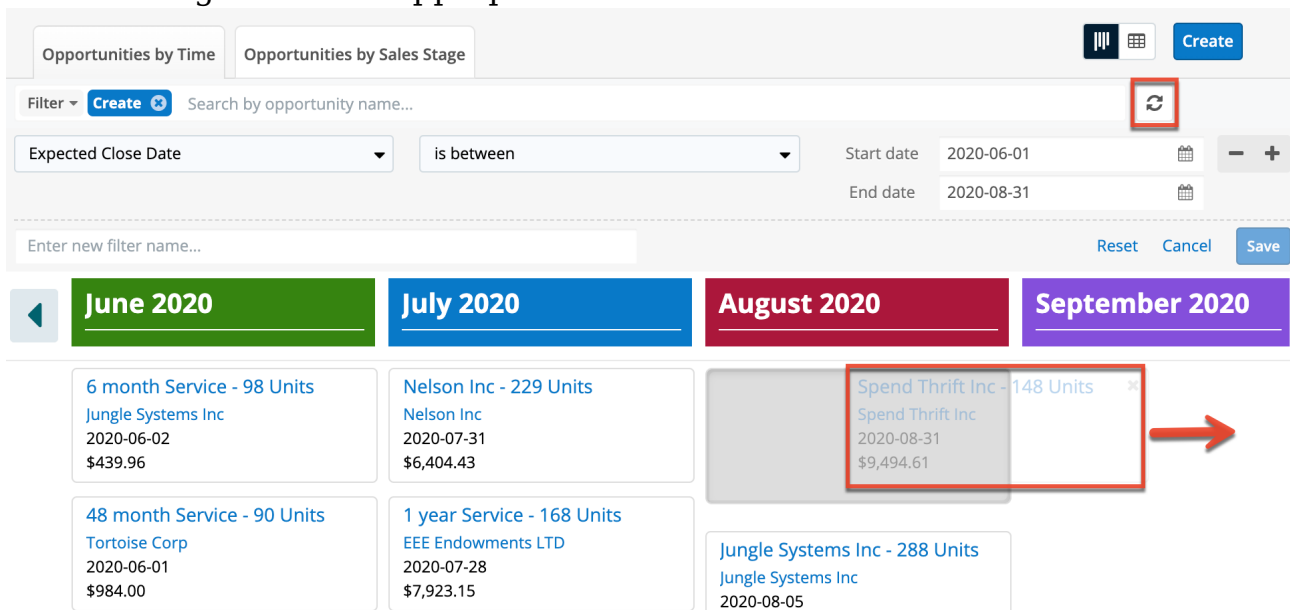 Opportunities by Time Opportunities by Sales Stage Create
Filter Create Search by opportunity name...
Expected Close Date is between Start date 2020-06-01
End date 2020-08-31
Enter new filter name... Reset Cancel Save
June 2020 July 2020 August 2020 September 2020
6 month Service - 98 Units
Jungle Systems Inc
2020-06-02
$439.96
Nelson Inc - 229 Units
Nelson Inc
2020-07-31
$6,404.43
Spend Thrift Inc - 148 Units
Spend Thrift Inc
2020-08-31
$9,494.61
48 month Service - 90 Units
Tortoise Corp
2020-06-01
$984.00
1 year Service - 168 Units
EEE Endowments LTD
2020-07-28
$7,923.15
Jungle Systems Inc - 288 Units
Jungle Systems Inc
2020-08-05